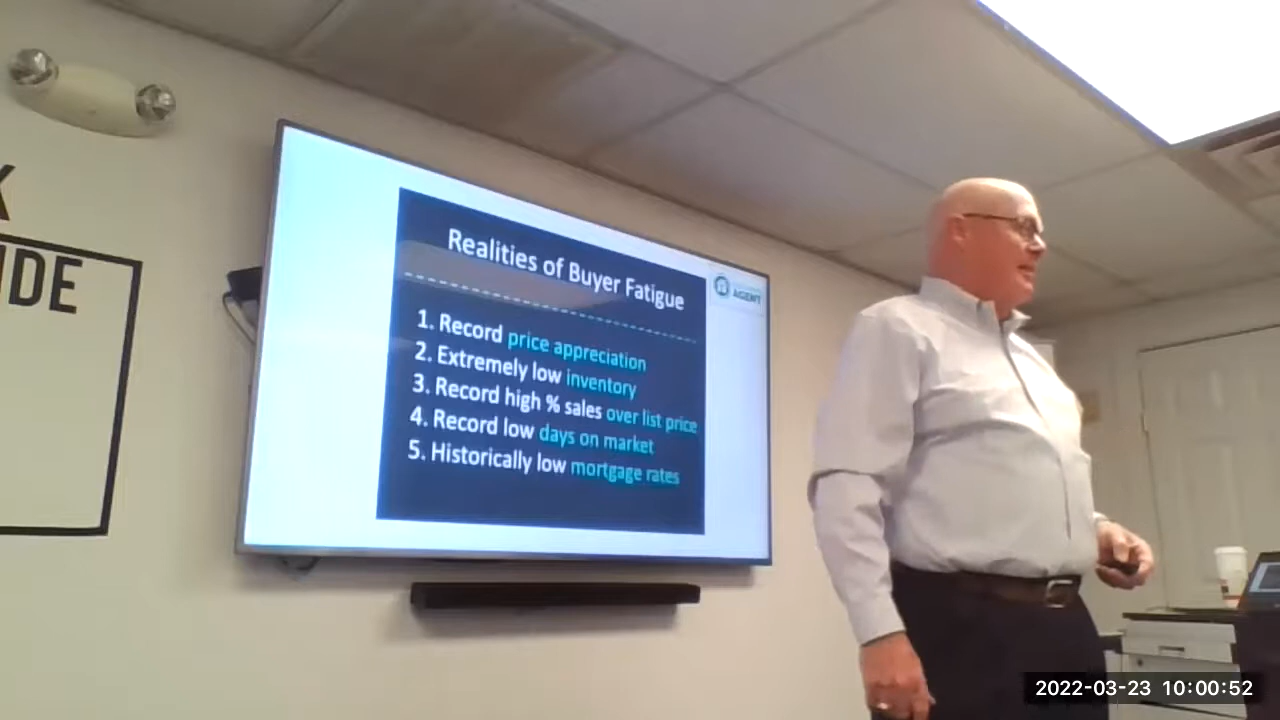 IDE
Realities of Buyer Fatigue
1. Record price appreciation
2. Extremely low inventory
3. Record high % sales over list price
4. Record low days on market
5. Historically low mortgage rates
AGENT
2022-03-23 10:00:52